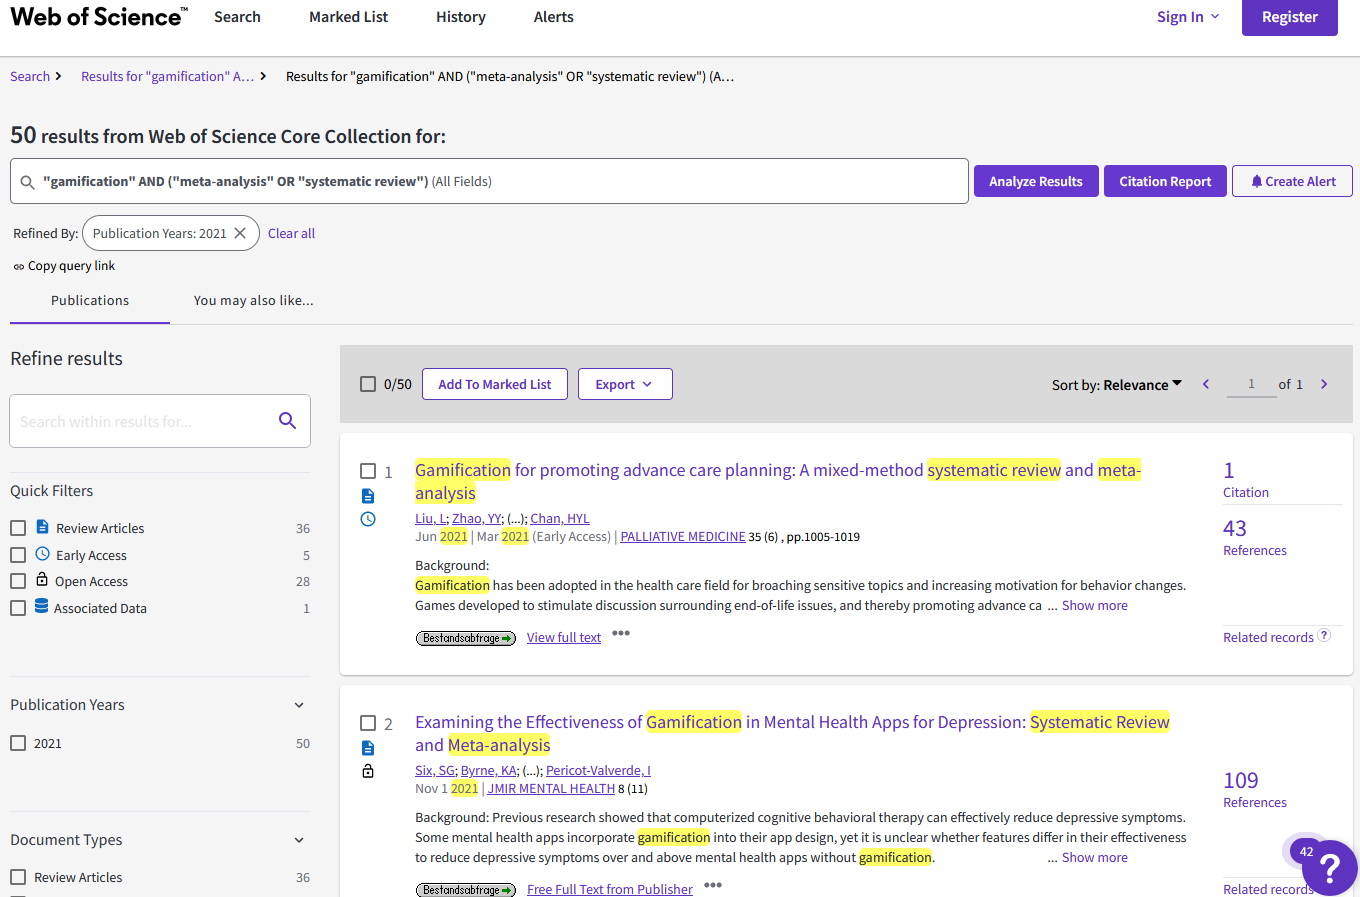 Web of Science™ Search Marked List History Alerts Sign In Register
Search > Results for "gamification" A... > Results for "gamification" AND ("meta-analysis" OR "systematic review") (A...
50 results from Web of Science Core Collection for:
"gamification" AND ("meta-analysis" OR "systematic review") (All Fields) Analyze Results Citation Report Create Alert
Refined By: Publication Years: 2021 Clear all
Copy query link
Publications You may also like...
Refine results
0/50 Add To Marked List Export Sort by: Relevance 1 of 1
Search within results for...
Quick Filters
Review Articles 36
Early Access 5
Open Access 28
Associated Data 1
Publication Years
2021 50
Document Types
Review Articles 36
1 Gamification for promoting advance care planning: A mixed-method systematic review and meta-
analysis
Liu, L; Zhao, YY; (...); Chan, HYL
Jun 2021 | Mar 2021 (Early Access) | PALLIATIVE MEDICINE 35 (6) , pp.1005-1019
Background:
Gamification has been adopted in the health care field for broaching sensitive topics and increasing motivation for behavior changes.
Games developed to stimulate discussion surrounding end-of-life issues, and thereby promoting advance ca ... Show more
Bestandsabfrage View full text •••
1
Citation
43
References
Related records ?
2 Examining the Effectiveness of Gamification in Mental Health Apps for Depression: Systematic Review
and Meta-analysis
Six, SG; Byrne, KA; (...); Pericot-Valverde, I
Nov 1 2021 | JMIR MENTAL HEALTH 8 (11)
Background: Previous research showed that computerized cognitive behavioral therapy can effectively reduce depressive symptoms.
Some mental health apps incorporate gamification into their app design, yet it is unclear whether features differ in their effectiveness
to reduce depressive symptoms over and above mental health apps without gamification. ... Show more
Bestandsabfrage Free Full Text from Publisher •••
109
References
Related records
42
?